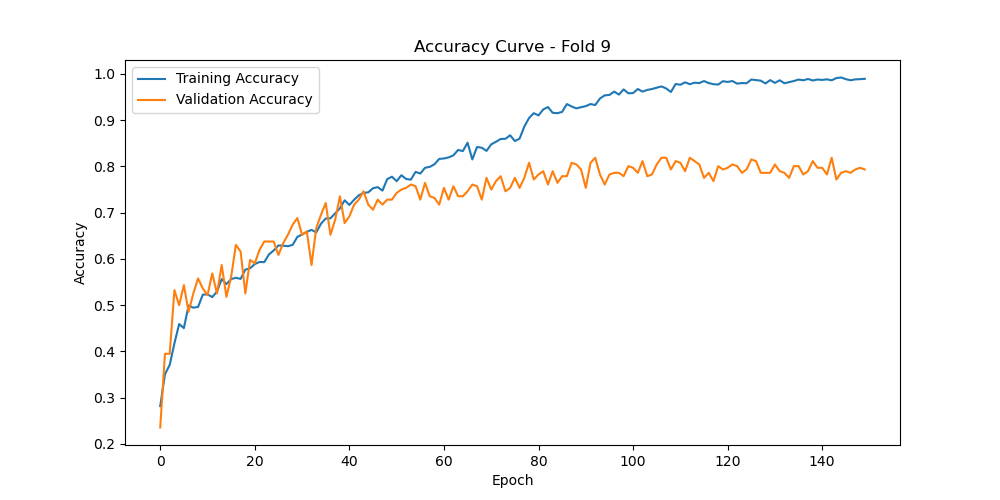 Accuracy Curve - Fold 9
Training Accuracy
Validation Accuracy
Accuracy
1.0
0.9
0.8
0.7
0.6
0.5
0.4
0.3
0.2
0 20 40 60 80 100 120 140
Epoch